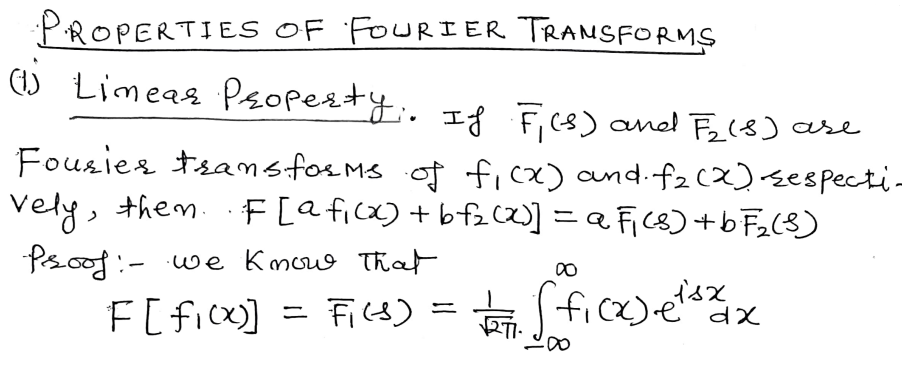 PROPERTIES OF FOURIER TRANSFORMS
(1) Linear Property:. If F̅₁(s) and F̅₂(s) are
Fourier transforms of f₁(x) and f₂(x) respecti-
vely, then F[af₁(x) + bf₂(x)] = aF̅₁(s) + bF̅₂(s)
Proof:- we know that
F[f₁(x)] = F̅₁(s) = 1/√2π ∫_{-∞}^{∞} f₁(x) e^{isx} dx